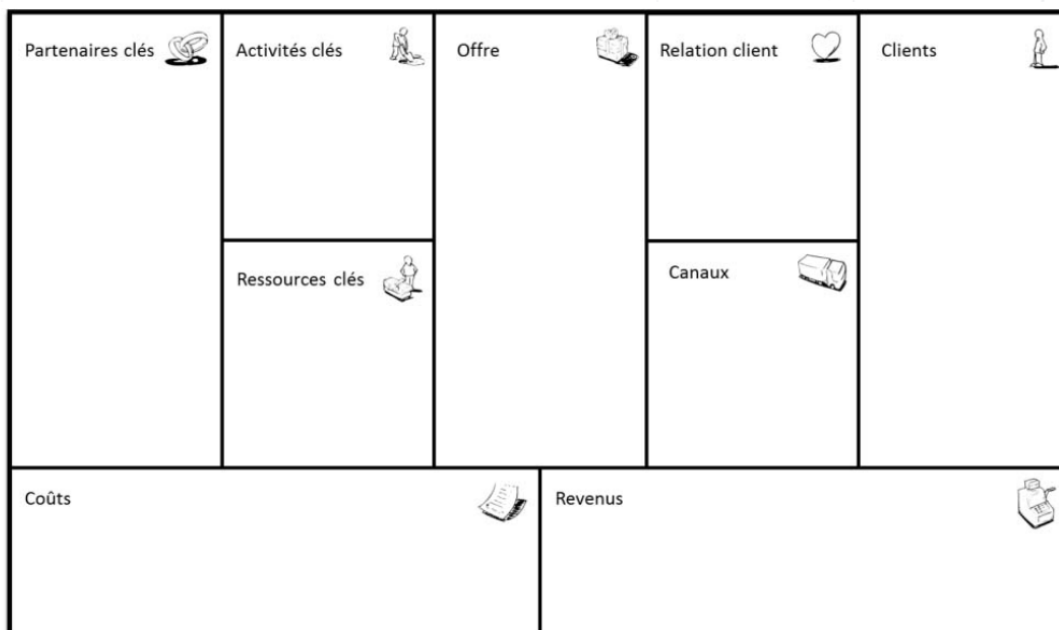 Partenaires clés
Activités clés
Offre
Relation client
Clients
Ressources clés
Canaux
Coûts
Revenus